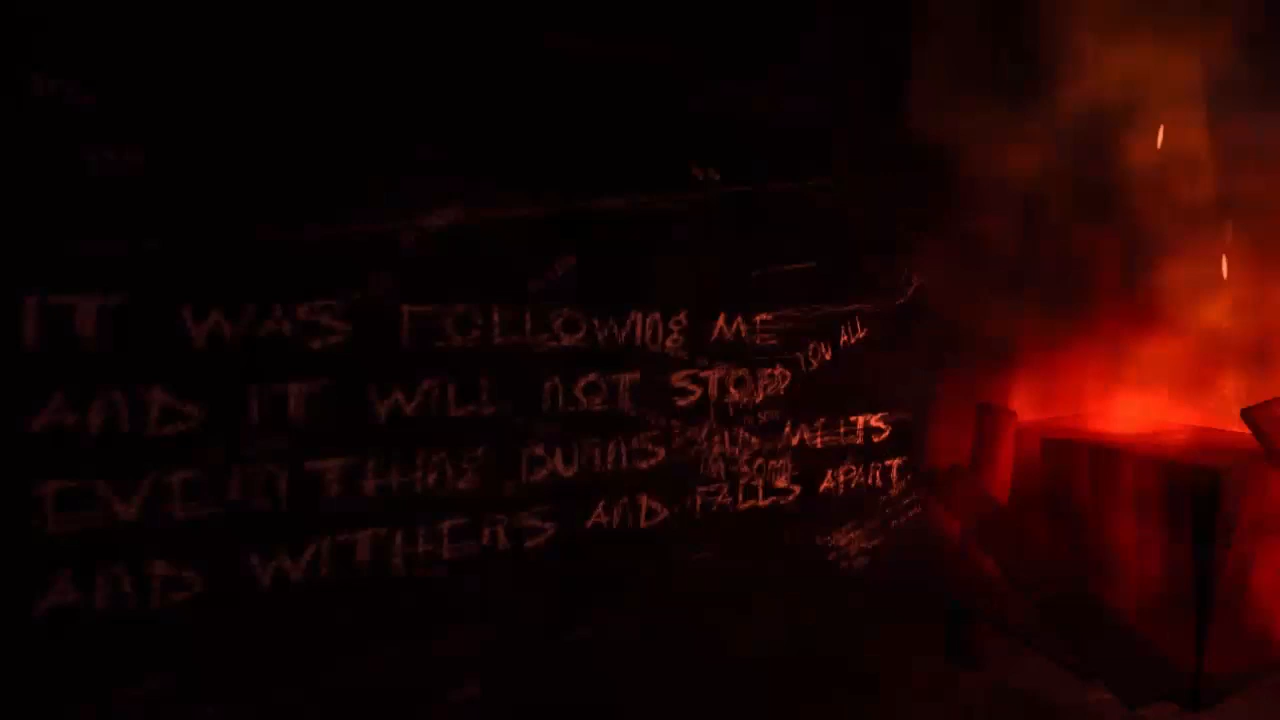 IT WAS FOLLOWING ME
YOU ALL
AND IT WILL NOT STOP
EVERYTHING BURNS AND MELTS
AND WITHERS AND FALLS APART